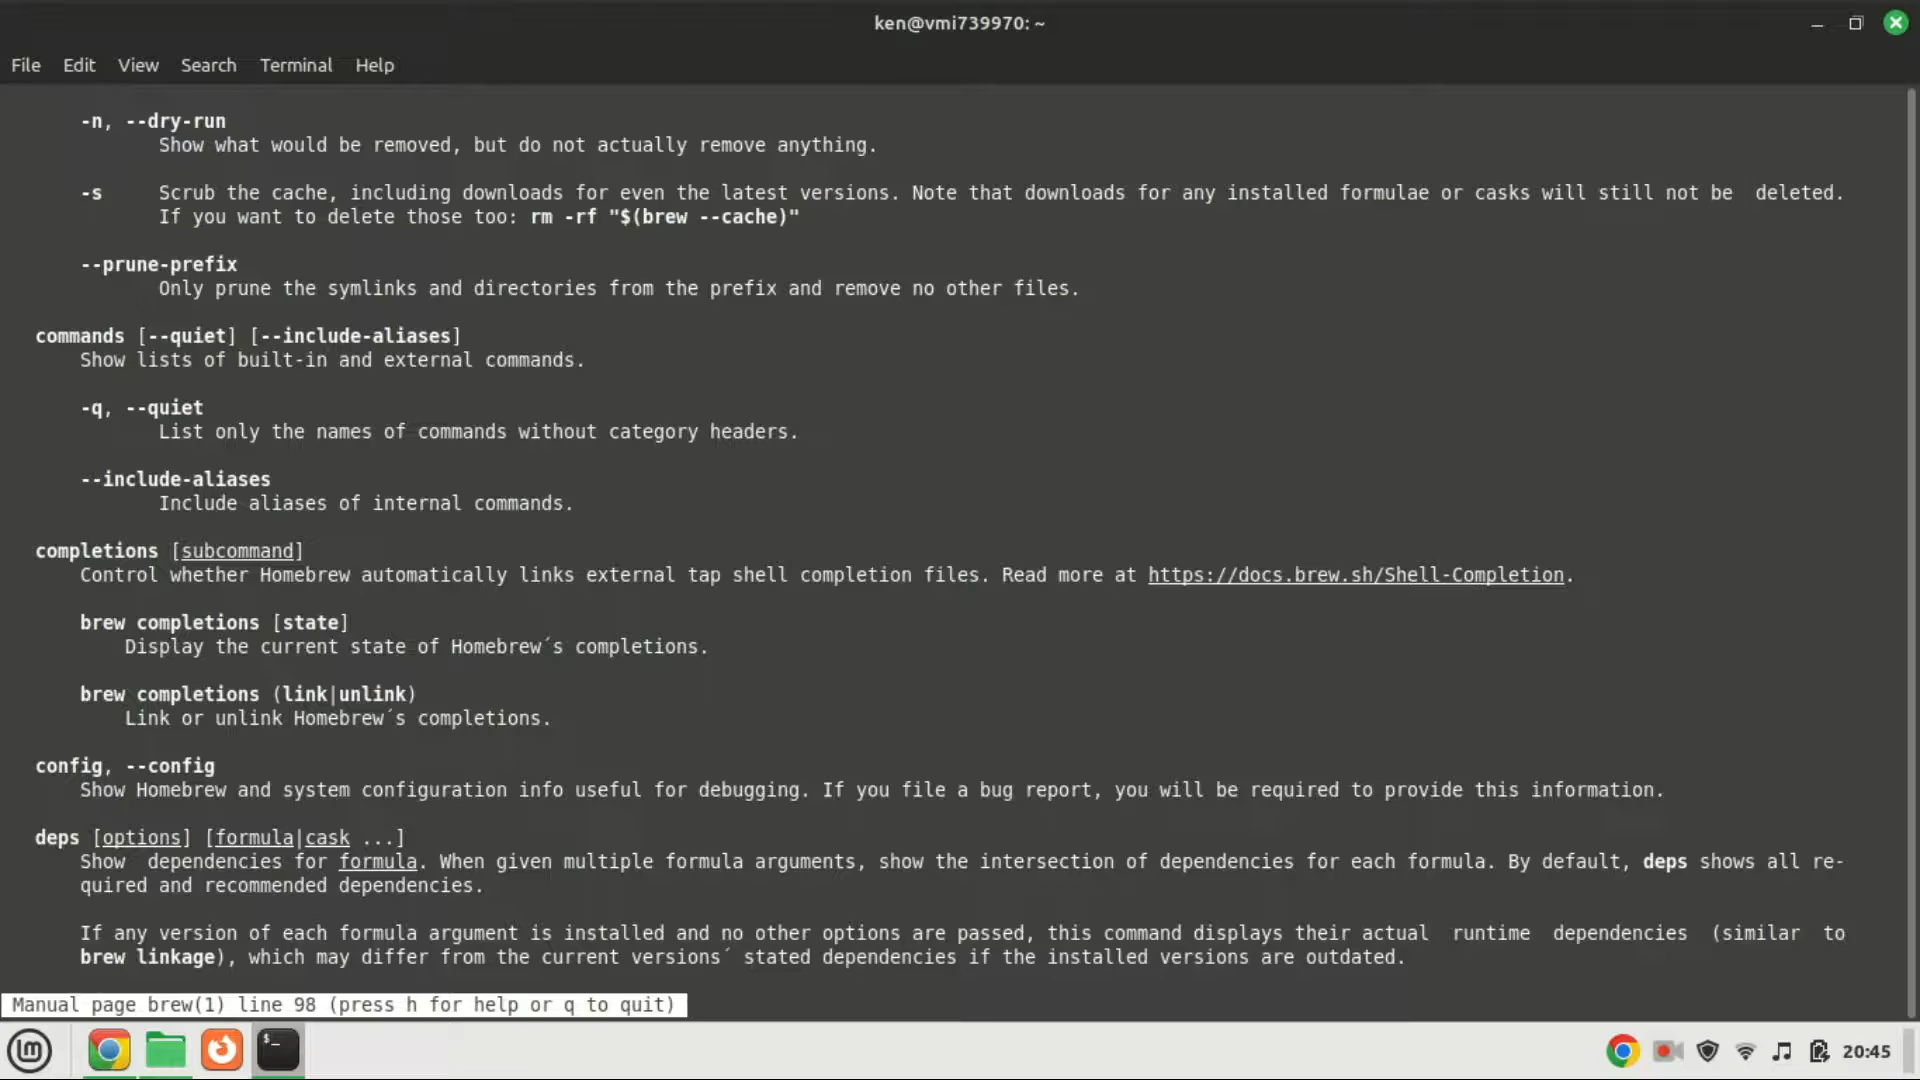 ken@vmi739970: ~
File Edit View Search Terminal Help
-n, --dry-run
Show what would be removed, but do not actually remove anything.
-s Scrub the cache, including downloads for even the latest versions. Note that downloads for any installed formulae or casks will still not be deleted.
If you want to delete those too: rm -rf "$(brew --cache)"
--prune-prefix
Only prune the symlinks and directories from the prefix and remove no other files.
commands [--quiet] [--include-aliases]
Show lists of built-in and external commands.
-q, --quiet
List only the names of commands without category headers.
--include-aliases
Include aliases of internal commands.
completions [subcommand]
Control whether Homebrew automatically links external tap shell completion files. Read more at https://docs.brew.sh/Shell-Completion.
brew completions [state]
Display the current state of Homebrew´s completions.
brew completions (link|unlink)
Link or unlink Homebrew´s completions.
config, --config
Show Homebrew and system configuration info useful for debugging. If you file a bug report, you will be required to provide this information.
deps [options] [formula|cask ...]
Show dependencies for formula. When given multiple formula arguments, show the intersection of dependencies for each formula. By default, deps shows all re-
quired and recommended dependencies.
If any version of each formula argument is installed and no other options are passed, this command displays their actual runtime dependencies (similar to
brew linkage), which may differ from the current versions´ stated dependencies if the installed versions are outdated.
Manual page brew(1) line 98 (press h for help or q to quit)
$_
20:45